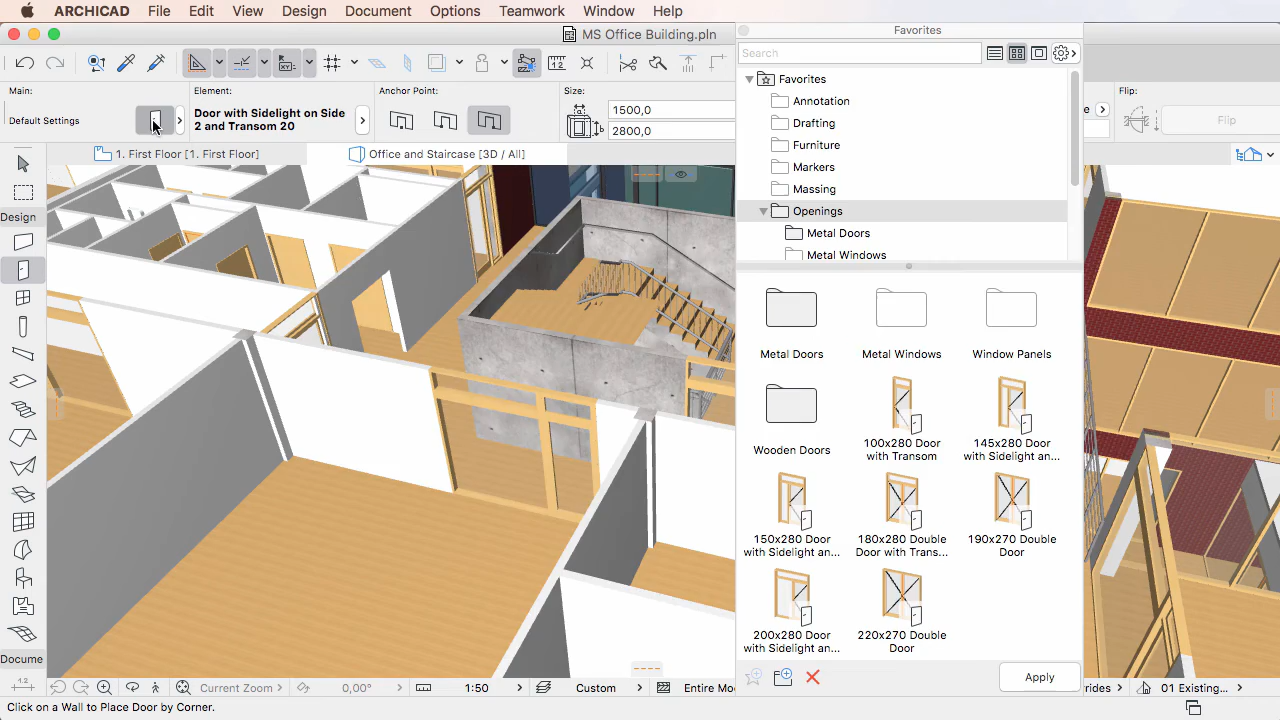 ARCHICAD File Edit View Design Document Options Teamwork Window Help
MS Office Building.pln
Favorites
Search
Main:
Element:
Anchor Point:
Size:
Flip:
Default Settings
Door with Sidelight on Side
2 and Transom 20
1500,0
2800,0
Flip
1. First Floor [1. First Floor]
Office and Staircase [3D / All]
Favorites
Annotation
Drafting
Furniture
Markers
Massing
Openings
Metal Doors
Metal Windows
Design
Metal Doors
Metal Windows
Window Panels
Wooden Doors
100x280 Door
with Transom
145x280 Door
with Sidelight an...
150x280 Door
with Sidelight an...
180x280 Double
Door with Trans...
190x270 Double
Door
200x280 Door
with Sidelight an...
220x270 Double
Door
Docume
1.2
Current Zoom
0,00°
1:50
Custom
Entire Mo
Apply
rides
01 Existing...
Click on a Wall to Place Door by Corner.